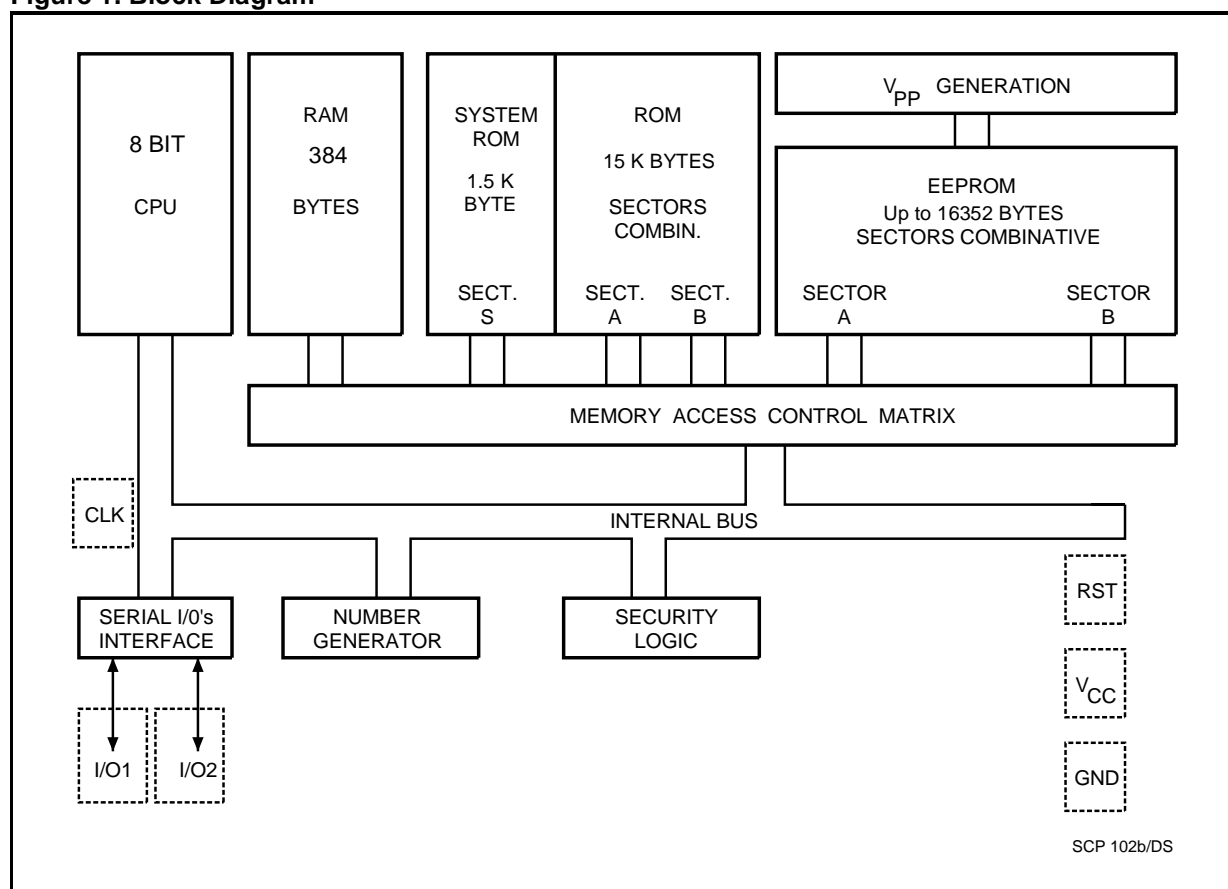 Figure 1. Block Diagram
8 BIT
CPU
RAM
384
BYTES
SYSTEM
ROM
1.5 K
BYTE
SECT.
S
ROM
15 K BYTES
SECTORS
COMBIN.
SECT.
A
SECT.
B
VPP GENERATION
EEPROM
Up to 16352 BYTES
SECTORS COMBINATIVE
SECTOR
A
SECTOR
B
MEMORY ACCESS CONTROL MATRIX
CLK
INTERNAL BUS
SERIAL I/0's
INTERFACE
NUMBER
GENERATOR
SECURITY
LOGIC
RST
VCC
GND
I/O1
I/O2
SCP 102b/DS